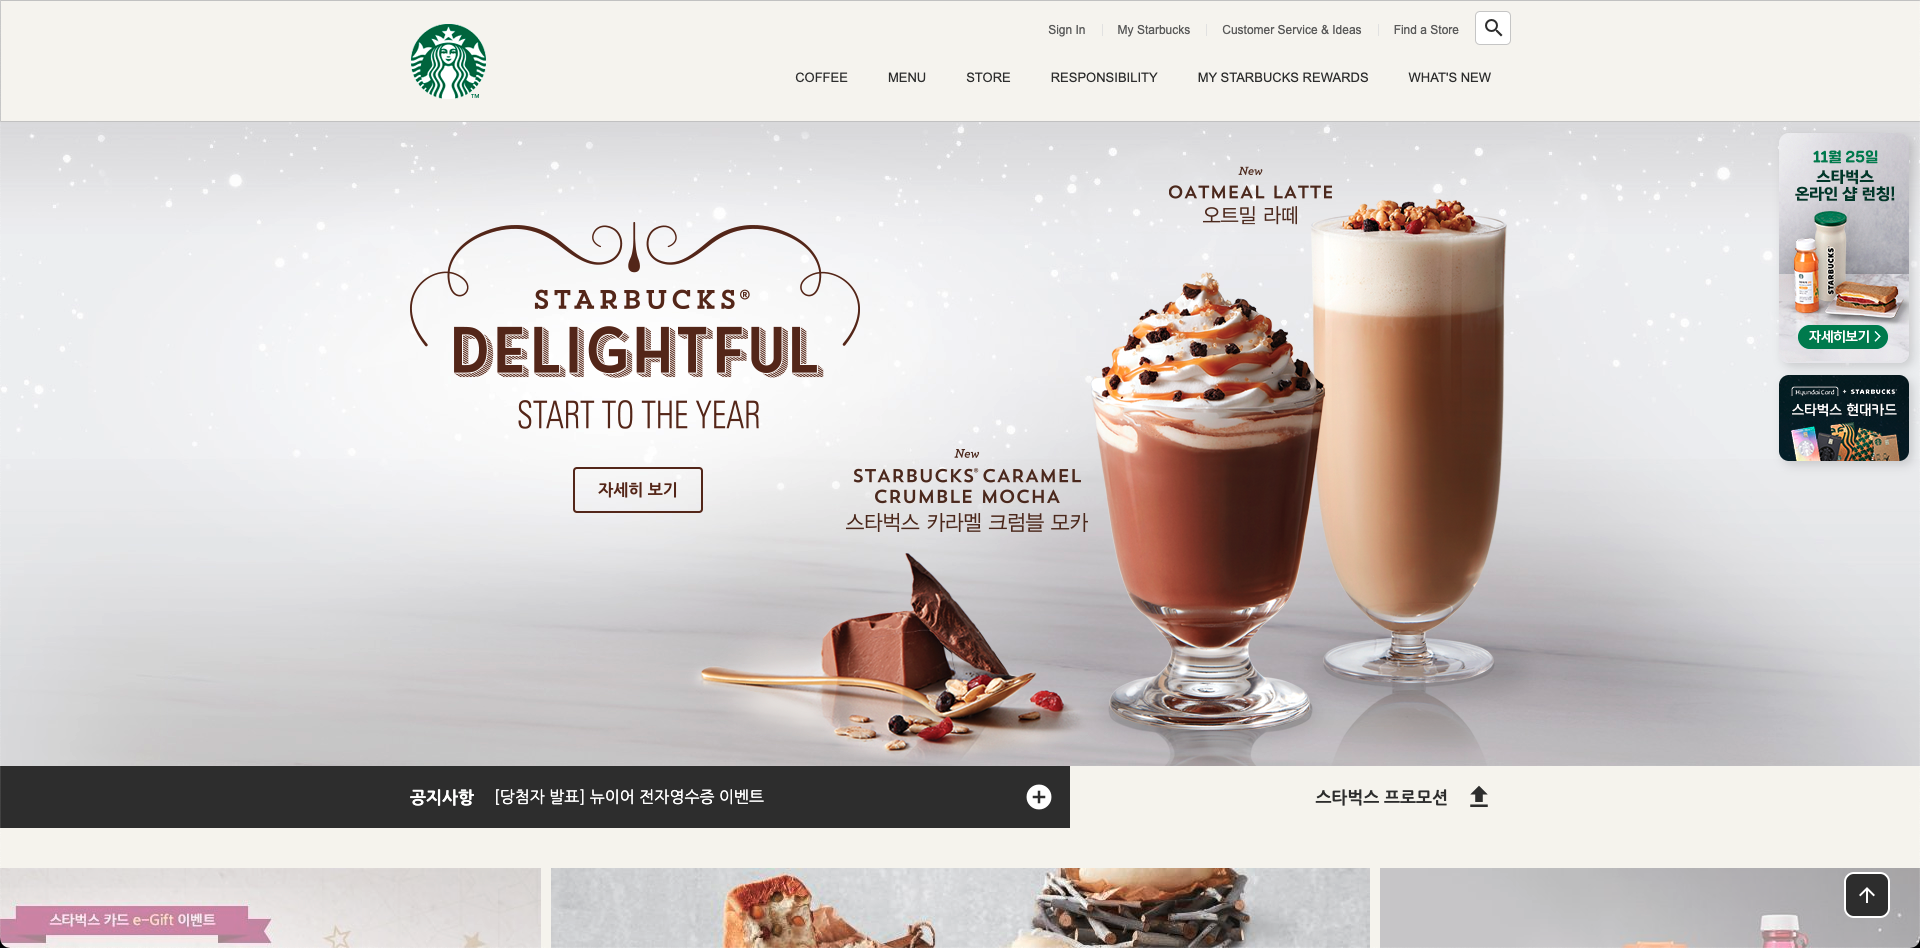 Sign In
My Starbucks
Customer Service & Ideas
Find a Store
COFFEE
MENU
STORE
RESPONSIBILITY
MY STARBUCKS REWARDS
WHAT'S NEW
TM
STARBUCKS®
DELIGHTFUL
START TO THE YEAR
자세히 보기
New
OATMEAL LATTE
오트밀 라떼
New
STARBUCKS® CARAMEL
CRUMBLE MOCHA
스타벅스 카라멜 크럼블 모카
11월 25일
스타벅스
온라인 샵 런칭!
STARBUCKS
자세히보기 >
HyundaiCard + STARBUCKS
스타벅스 현대카드
공지사항 [당첨자 발표] 뉴이어 전자영수증 이벤트
스타벅스 프로모션
스타벅스 카드 e-Gift 이벤트